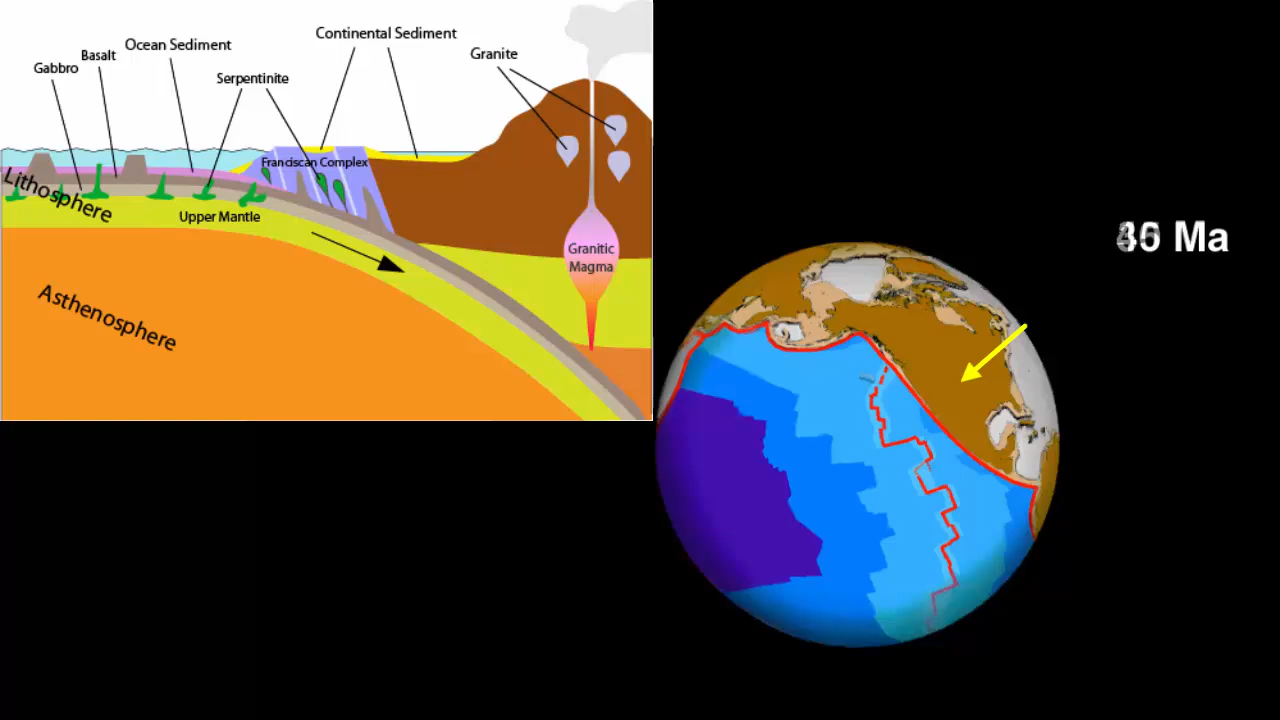 Continental Sediment
Ocean Sediment
Granite
Basalt
Gabbro
Serpentinite
Franciscan Complex
Lithosphere
Upper Mantle
Granitic
Magma
Asthenosphere
Ma